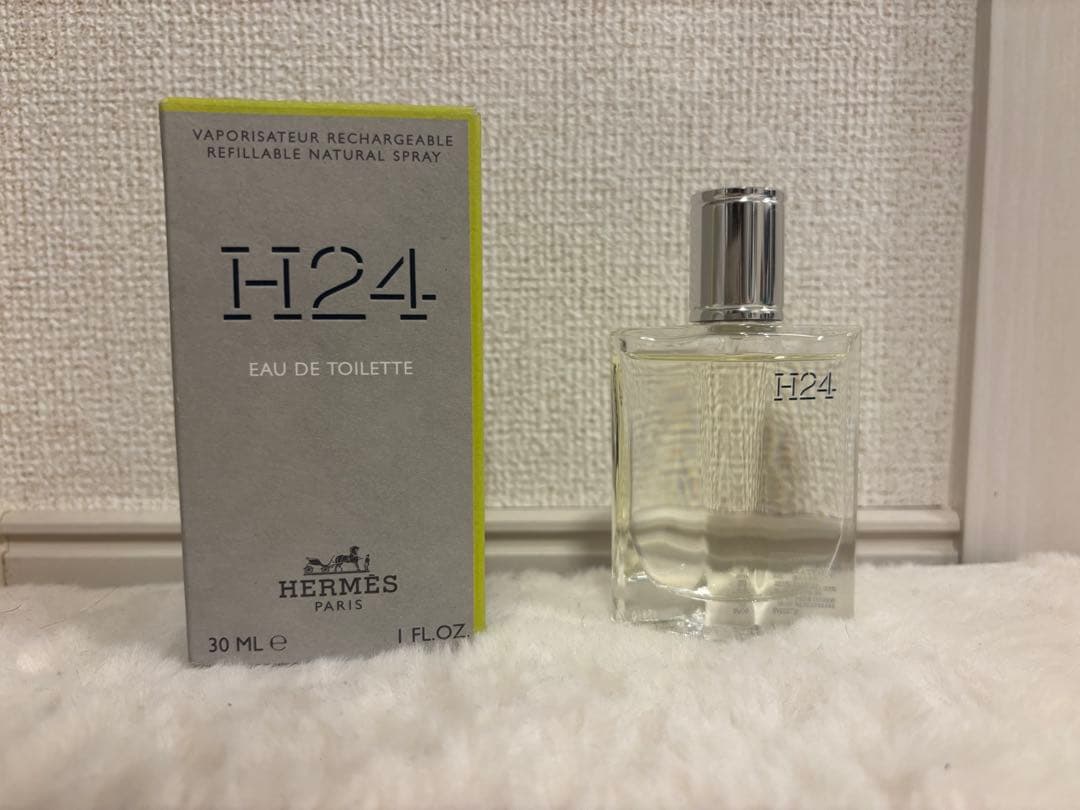 VAPORISATEUR RECHARGEABLE
REFILLABLE NATURAL SPRAY
H24
EAU DE TOILETTE
HERMÈS
PARIS
30 ML ℮
1 FL.OZ.
H24